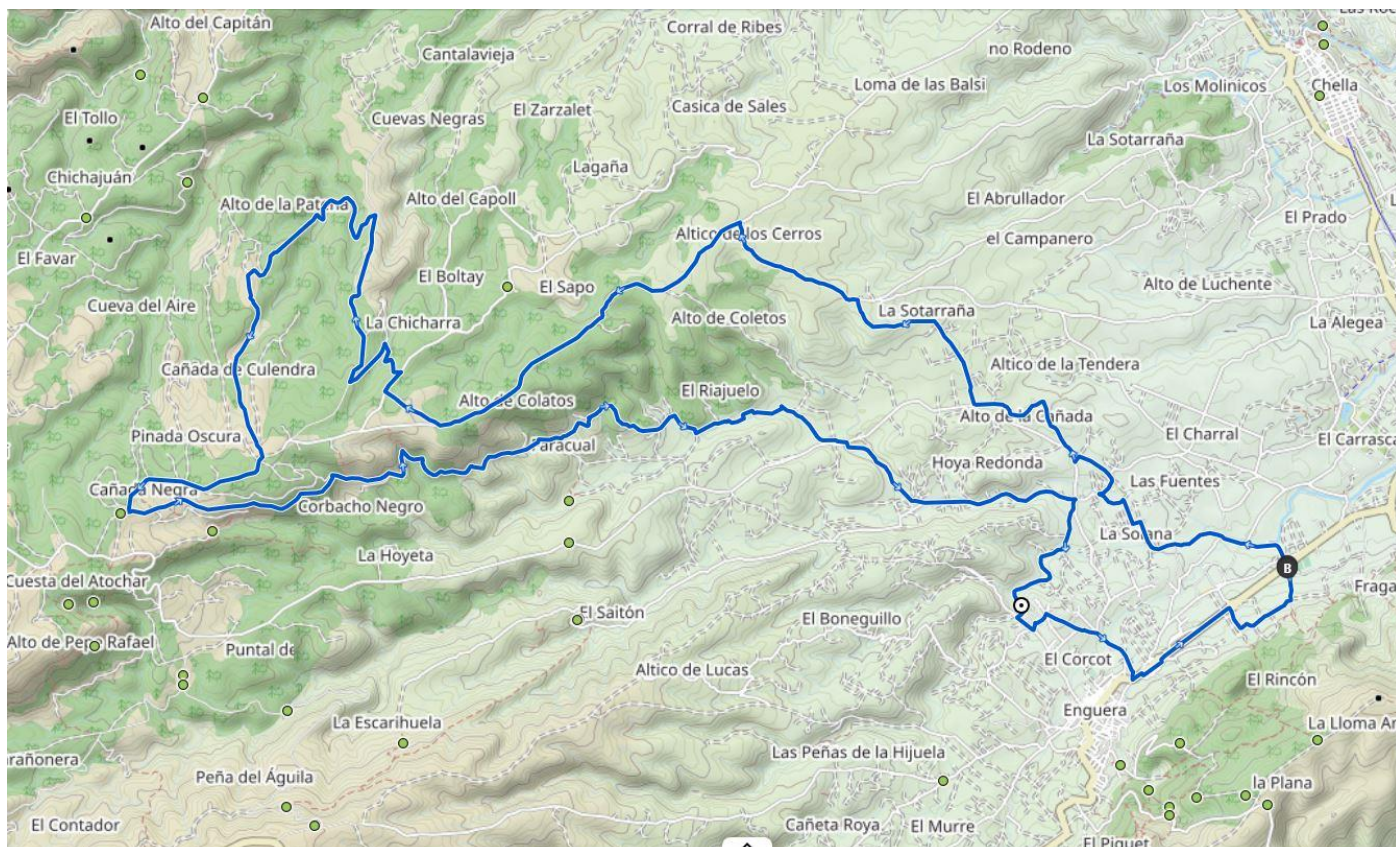 Alto del Capitán
Corral de Ribes
Cantalavieja
no Rodeno
Loma de las Balsi
Los Molinicos
Chella
El Zarzalet
Casica de Sales
El Tollo
Cuevas Negras
La Sotarraña
Lagaña
Chichajuán
Alto de la
Alto del Capoll
El Abrullador
El Prado
Altico de los Cerros
el Campanero
El Favar
El Boltay
El Sapo
Alto de Luchente
Cueva del Aire
La Chicharra
Alto de Coletos
La Sotarraña
La Alegea
Cañada de Culendra
Altico de la Tendera
El Riajuelo
Alto de Colatos
Alto de la Cañada
Pinada Oscura
El Charral
El Carrasca
Hoya Redonda
Cañada Negra
Las Fuentes
Corbacho Negro
La Solana
La Hoyeta
B
Cuesta del Atochar
Fraga
El Saitón
El Boneguillo
Alto de Pepe Rafael
Puntal de
El Corcot
Altico de Lucas
El Rincón
Enguera
La Escarihuela
La Lloma Ar
Las Peñas de la Hijuela
arañonera
Peña del Águila
la Plana
El Contador
Cañeta Roya
El Murre
El Piquet